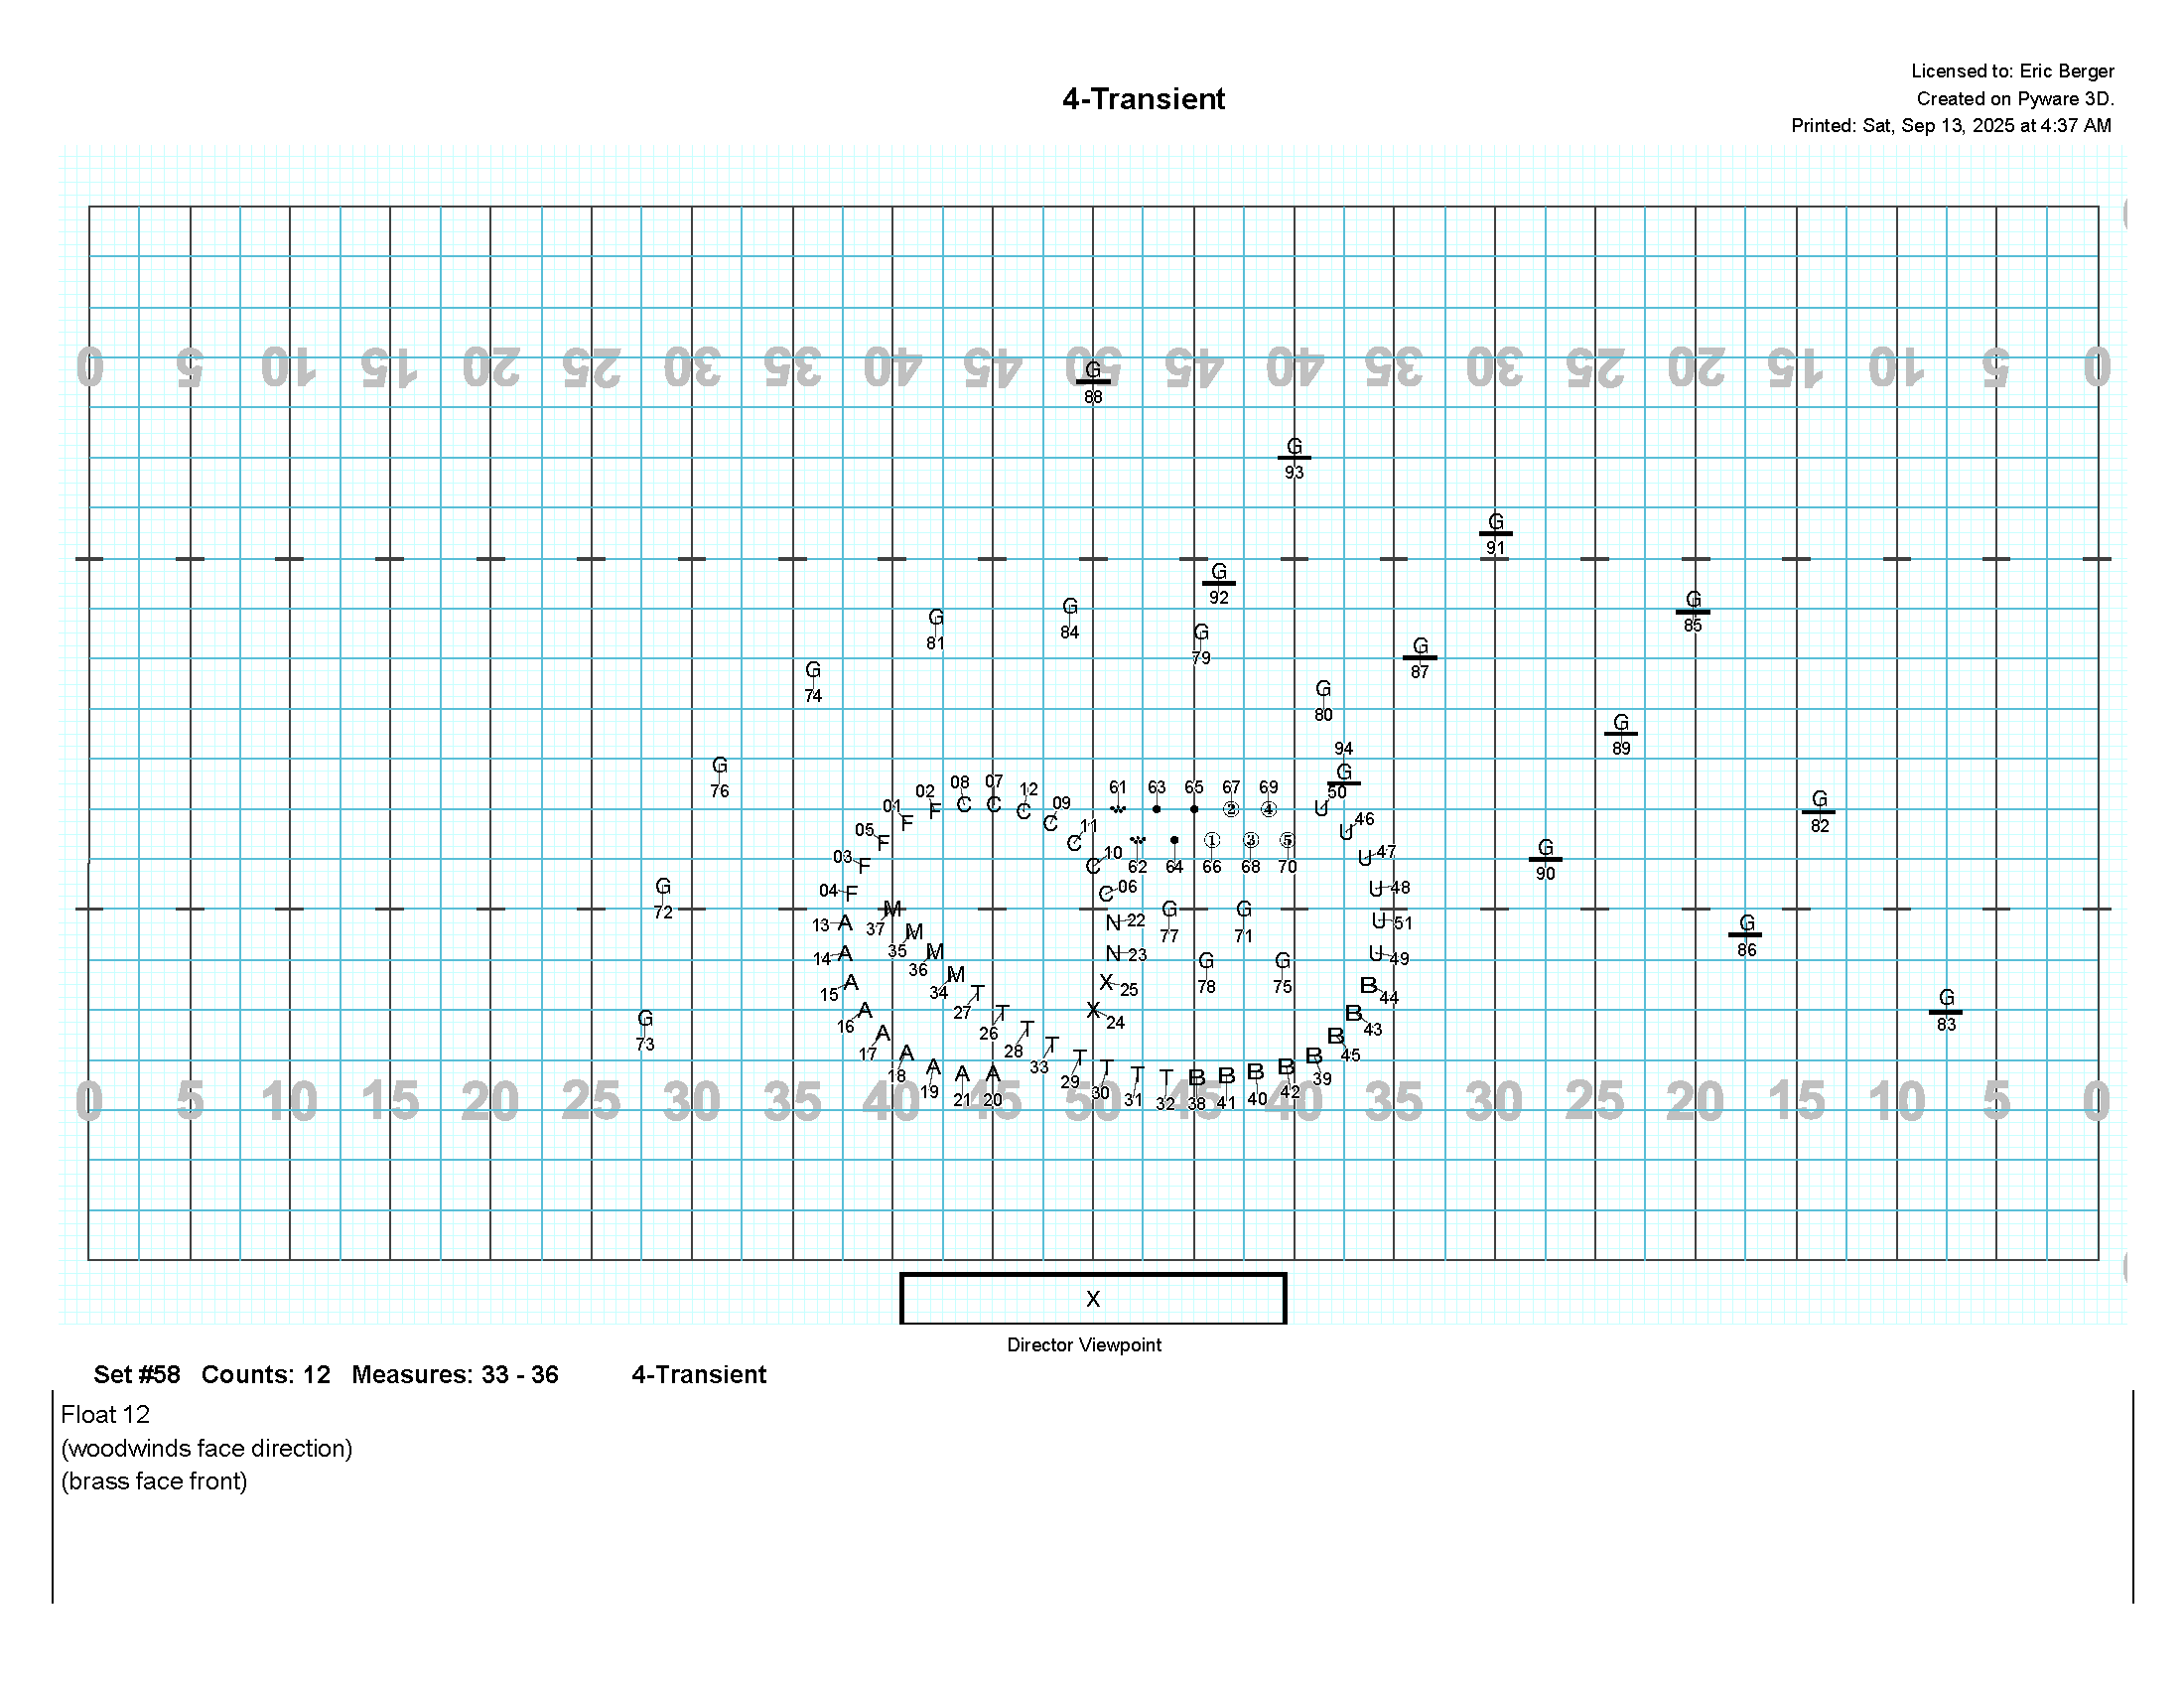 Licensed to: Eric Berger
4-Transient
Created on Pyware 3D.
Printed: Sat, Sep 13, 2025 at 4:37 AM
0 5 10 15 20 25 30 35 40 45 50 45 40 35 30 25 20 15 10 5 0
G
88
G
93
G
91
G
92
G
85
G
84
G
81
G
79
G
87
G
74
G
80
G
89
94
G
G
76
61 63 65 67 69
② ④
62 64 66 68 70
① ③ ⑤
08 C
07 C
12 C
02 F
01 F
09 C
11 C
05 F
03 F
10 C
04 F
06 C
50 U
46 U
47 U
48 U
51 U
49 U
G
82
G
90
G
72
13 A
37 M
N 22
G
77
G
71
G
86
35 M
14 A
36 M
N 23
G
78
G
75
15 A
34 M
X 25
B 44
27 T
G
83
16 A
26 T
X 24
B 43
G
73
17 A
28 T
B 45
18 A
33 T
B 39
19 A
29 T
30 T
31 T
32 T
B 38
B 41
B 40
B 42
21 A
20 A
0 5 10 15 20 25 30 35 40 45 50 45 40 35 30 25 20 15 10 5 0
X
Director Viewpoint
Set #58 Counts: 12 Measures: 33 - 36 4-Transient
Float 12
(woodwinds face direction)
(brass face front)